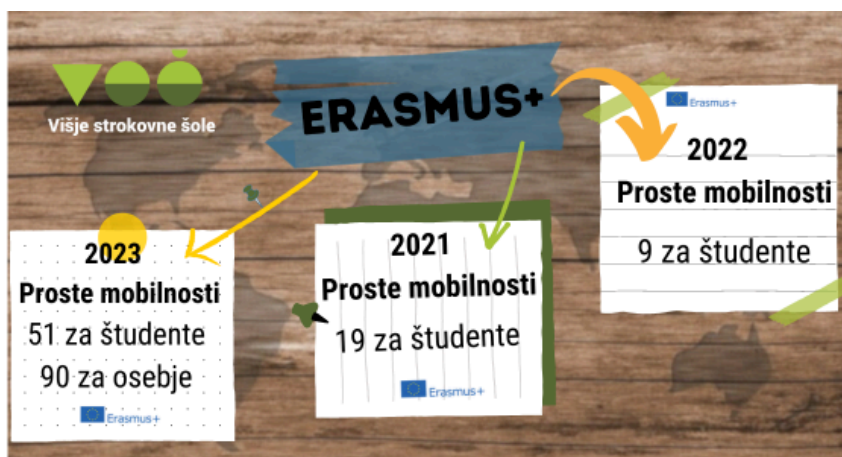 VOŠ
Višje strokovne šole
ERASMUS+
Erasmus+
2022
Proste mobilnosti
9 za študente
2023
Proste mobilnosti
51 za študente
90 za osebje
Erasmus+
2021
Proste mobilnosti
19 za študente
Erasmus+